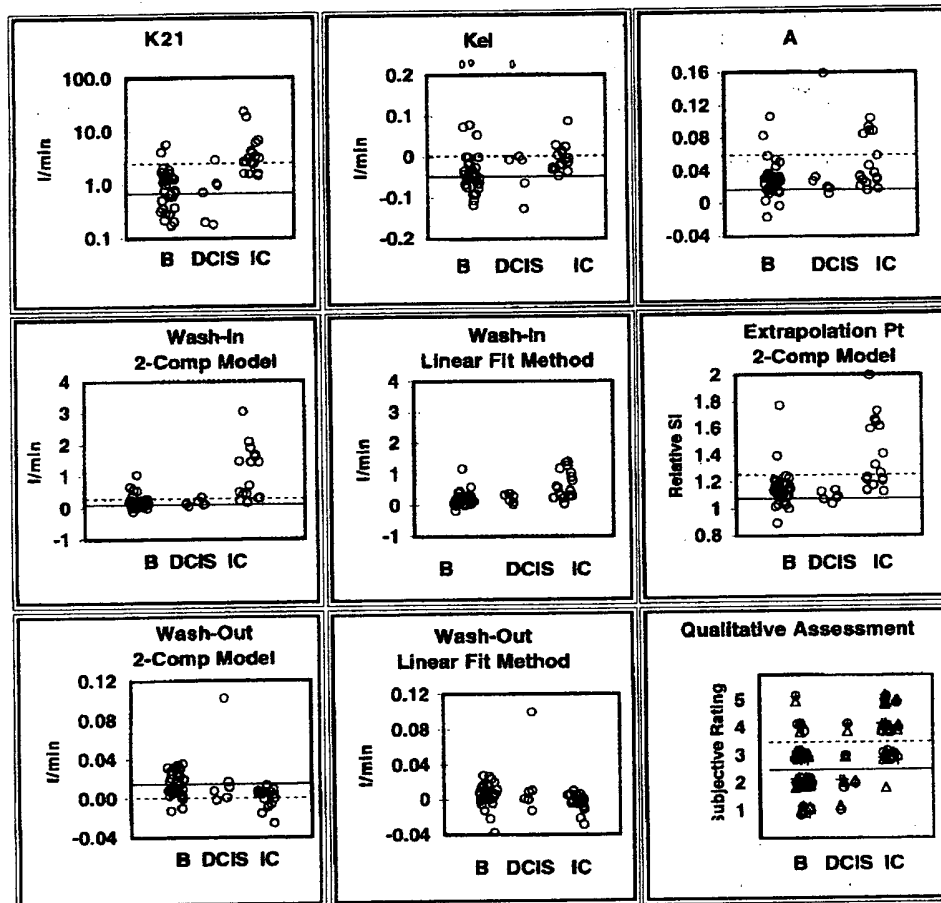 K21
l/min
100.0
10.0
1.0
0.1
B DCIS IC
Kel
0.2
0.1
0
-0.1
-0.2
B DCIS IC
A
0.16
0.12
0.08
0.04
0
-0.04
B DCIS IC
Wash-In
2-Comp Model
l/min
4
3
2
1
0
-1
B DCIS IC
Wash-In
Linear Fit Method
l/min
4
3
2
1
0
-1
B DCIS IC
Extrapolation Pt
2-Comp Model
Relative SI
2
1.8
1.6
1.4
1.2
1
0.8
B DCIS IC
Wash-Out
2-Comp Model
l/min
0.12
0.08
0.04
0.00
-0.04
B DCIS IC
Wash-Out
Linear Fit Method
l/min
0.12
0.08
0.04
0
-0.04
B DCIS IC
Qualitative Assessment
Subjective Rating
5
4
3
2
1
B DCIS IC